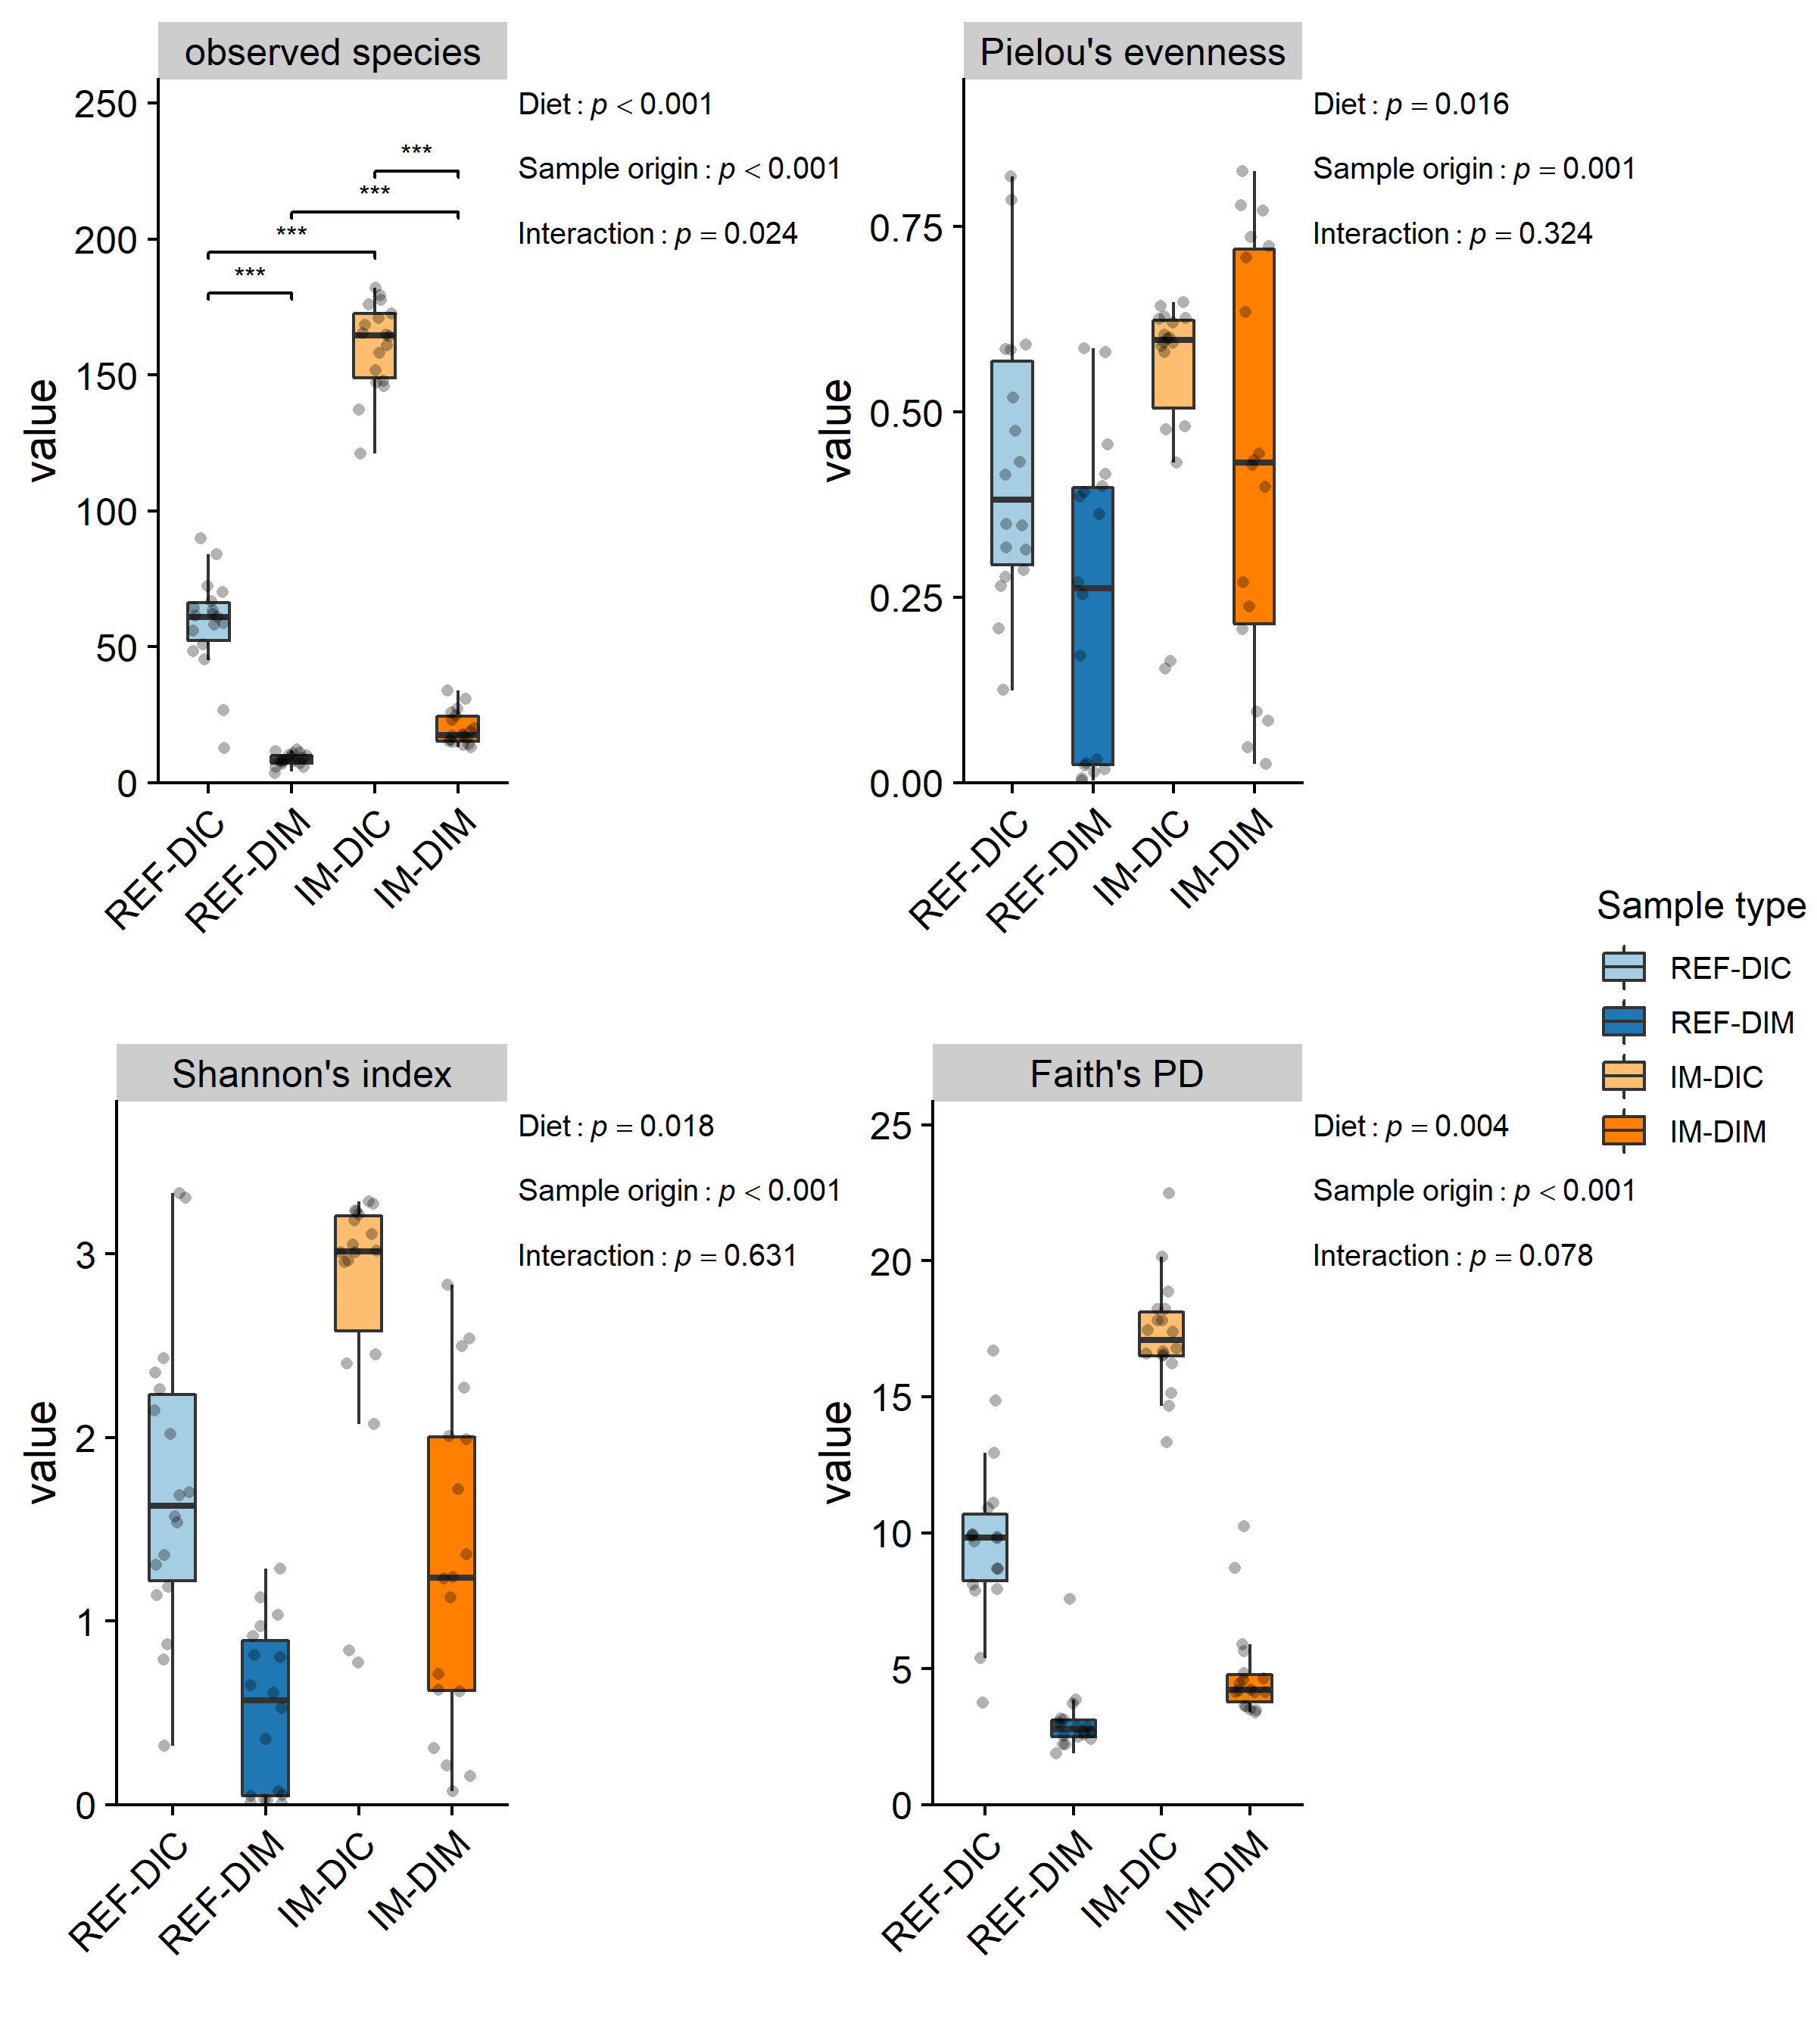 observed species
Diet : p < 0.001
Sample origin : p < 0.001
Interaction : p = 0.024
***
***
***
***
value
250
200
150
100
50
0
REF-DIC
REF-DIM
IM-DIC
IM-DIM
Pielou's evenness
Diet : p = 0.016
Sample origin : p = 0.001
Interaction : p = 0.324
value
0.75
0.50
0.25
0.00
REF-DIC
REF-DIM
IM-DIC
IM-DIM
Sample type
REF-DIC
REF-DIM
IM-DIC
IM-DIM
Shannon's index
Diet : p = 0.018
Sample origin : p < 0.001
Interaction : p = 0.631
value
3
2
1
0
REF-DIC
REF-DIM
IM-DIC
IM-DIM
Faith's PD
Diet : p = 0.004
Sample origin : p < 0.001
Interaction : p = 0.078
value
25
20
15
10
5
0
REF-DIC
REF-DIM
IM-DIC
IM-DIM